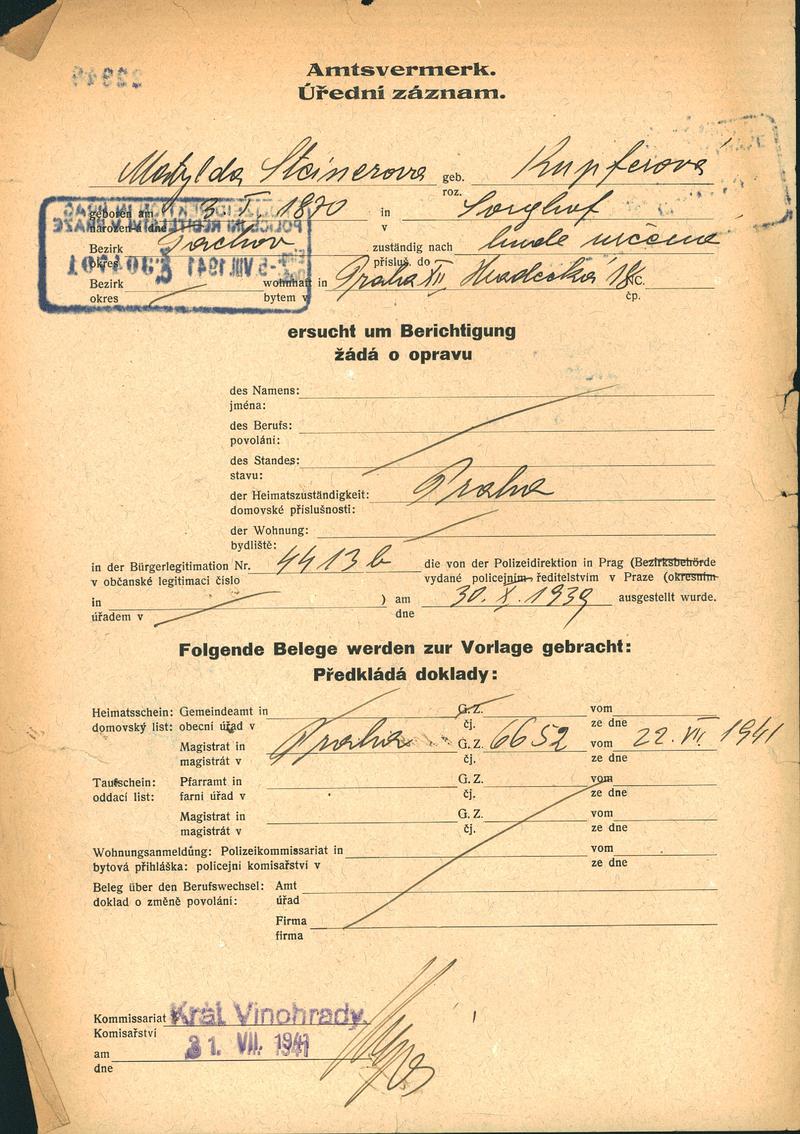 Amtsvermerk.
Úřední záznam.
Matylda Steinerova geb. Kupferová
roz.
geboren am 3. I. 1870 in Sorghof
narozen-á dne v
Bezirk Tachov zuständig nach bude určena
okres přísluš. do
Bezirk wohnhaft in Praha XII, Hradecká 18 NC.
okres bytem v čp.
ersucht um Berichtigung
žádá o opravu
des Namens:
jména:
des Berufs:
povolání:
des Standes:
stavu:
der Heimatszuständigkeit: Praha
domovské příslušnosti:
der Wohnung:
bydliště:
in der Bürgerlegitimation Nr. 4413 b die von der Polizeidirektion in Prag (Bezirksbehörde
v občanské legitimaci číslo vydané policejním ředitelstvím v Praze (okresním
in ) am 30. X. 1939 ausgestellt wurde.
úřadem v dne
Folgende Belege werden zur Vorlage gebracht:
Předkládá doklady:
Heimatsschein: Gemeindeamt in G. Z. vom
domovský list: obecní úřad v čj. ze dne
Magistrat in Praha G. Z. 6652 vom 22. VII. 1941
magistrát v čj. ze dne
Taufschein: Pfarramt in G. Z. vom
oddací list: farní úřad v čj. ze dne
Magistrat in G. Z. vom
magistrát v čj. ze dne
Wohnungsanmeldung: Polizeikommissariat in vom
bytová přihláška: policejní komisařství v ze dne
Beleg über den Berufswechsel: Amt
doklad o změně povolání: úřad
Firma
firma
Kommissariat Král. Vinohrady
Komisařství
am 31. VII. 1941
dne